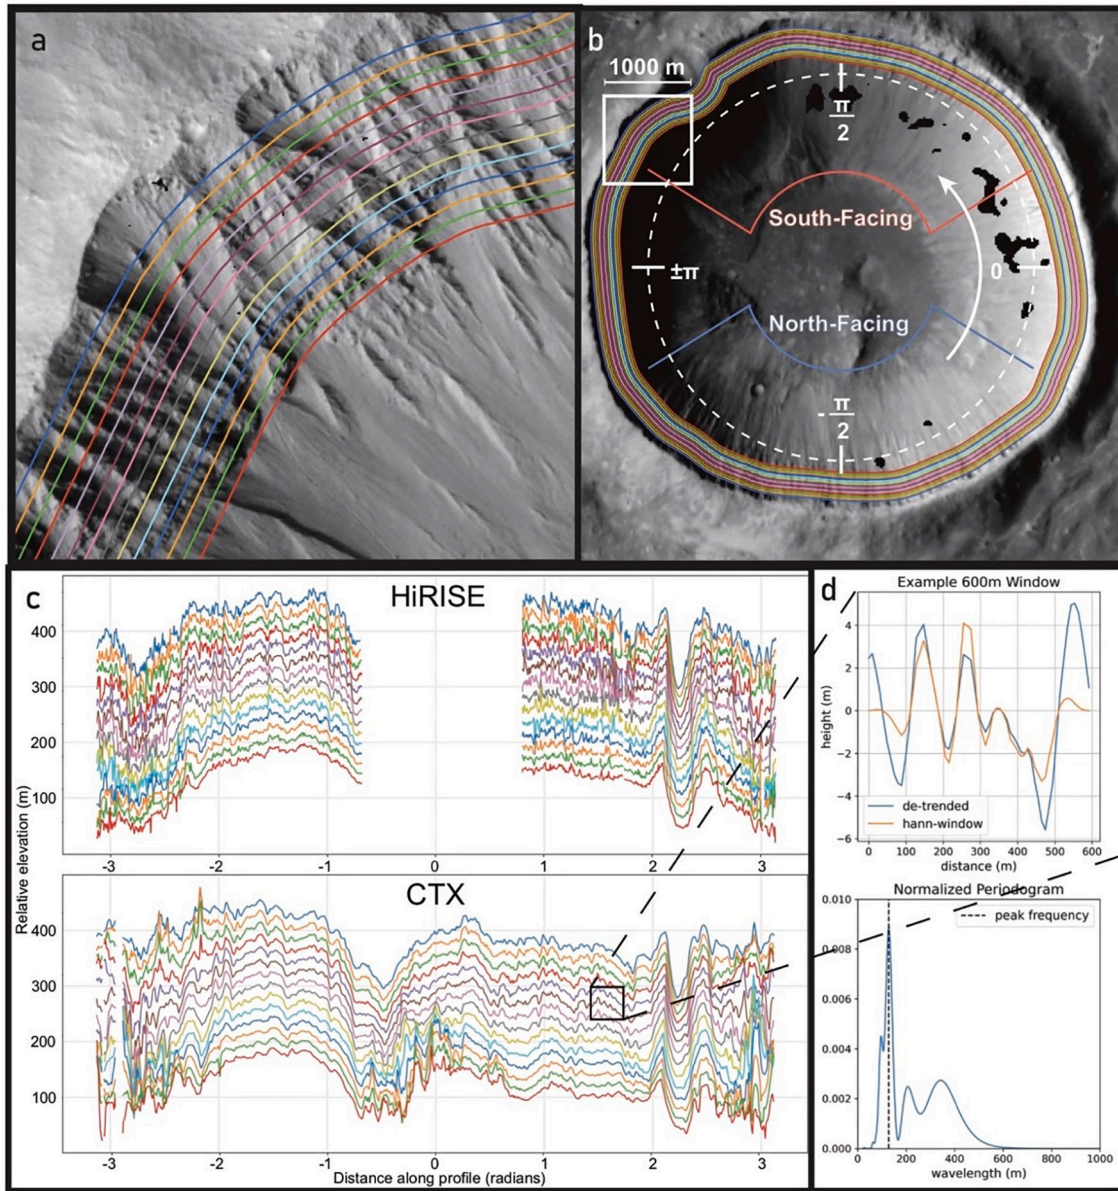 a
b
1000 m
π
2
South-Facing
±π
0
North-Facing
-π
2
c
HiRISE
400
300
200
100
-3 -2 -1 0 1 2 3
Relative elevation (m)
CTX
400
300
200
100
-3 -2 -1 0 1 2 3
Distance along profile (radians)
d
Example 600m Window
4
2
0
−2
−4
−6
height (m)
de-trended
hann-window
0 100 200 300 400 500 600
distance (m)
Normalized Periodogram
0.010
0.008
0.006
0.004
0.002
0.000
peak frequency
0 200 400 600 800 1000
wavelength (m)